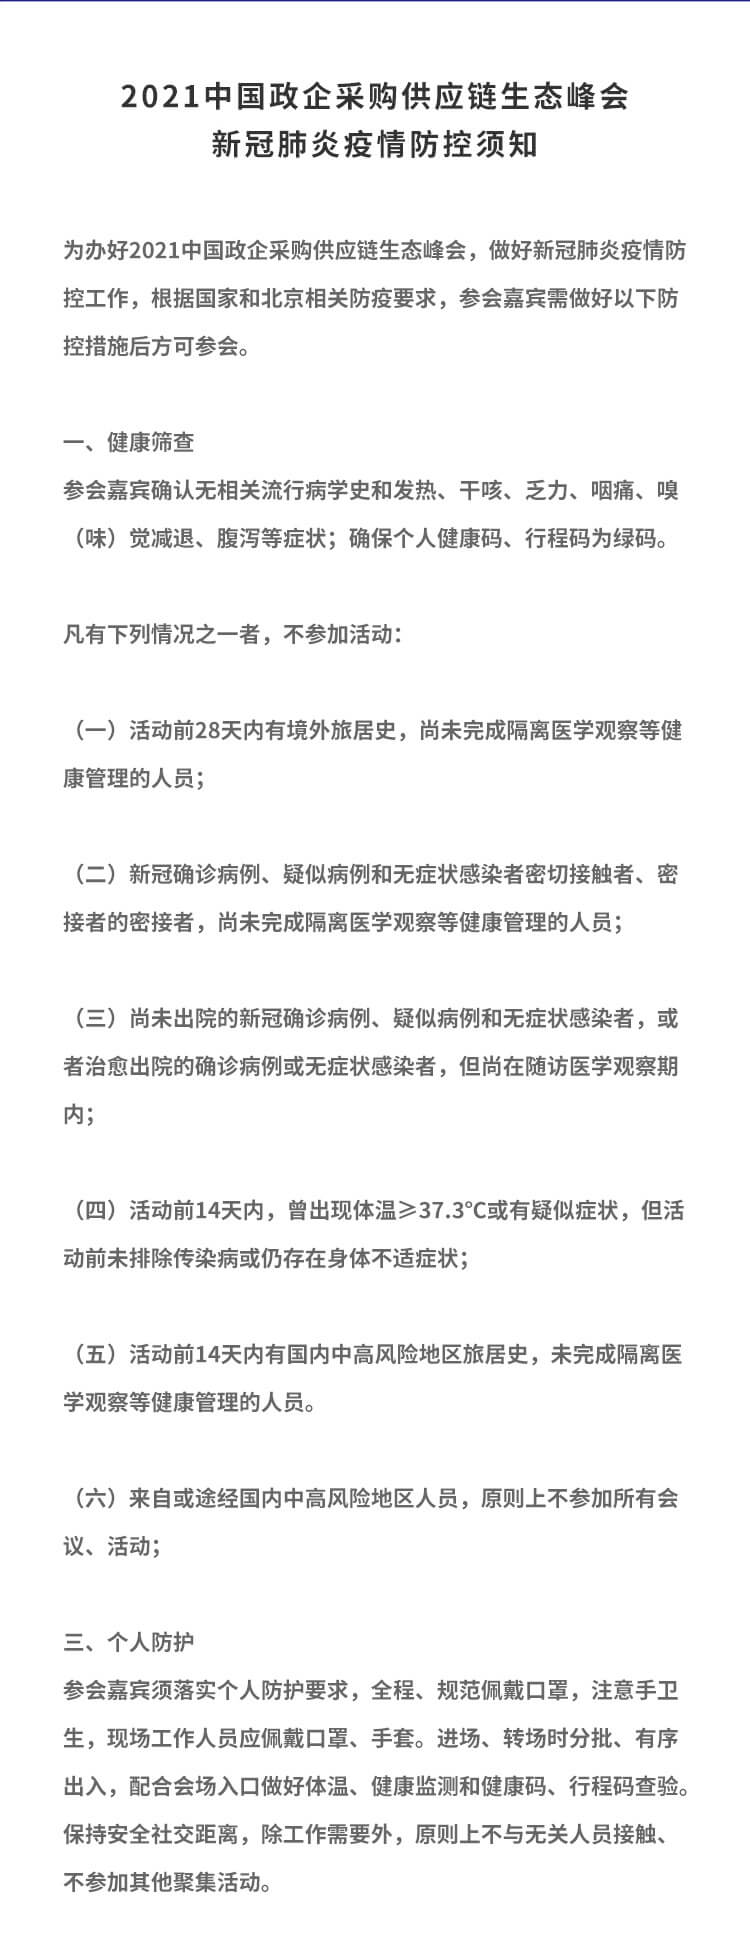 2021中国政企采购供应链生态峰会
新冠肺炎疫情防控须知
为办好2021中国政企采购供应链生态峰会，做好新冠肺炎疫情防
控工作，根据国家和北京相关防疫要求，参会嘉宾需做好以下防
控措施后方可参会。
一、健康筛查
参会嘉宾确认无相关流行病学史和发热、干咳、乏力、咽痛、嗅
（味）觉减退、腹泻等症状；确保个人健康码、行程码为绿码。
凡有下列情况之一者，不参加活动：
（一）活动前28天内有境外旅居史，尚未完成隔离医学观察等健
康管理的人员；
（二）新冠确诊病例、疑似病例和无症状感染者密切接触者、密
接者的密接者，尚未完成隔离医学观察等健康管理的人员；
（三）尚未出院的新冠确诊病例、疑似病例和无症状感染者，或
者治愈出院的确诊病例或无症状感染者，但尚在随访医学观察期
内；
（四）活动前14天内，曾出现体温≥37.3℃或有疑似症状，但活
动前未排除传染病或仍存在身体不适症状；
（五）活动前14天内有国内中高风险地区旅居史，未完成隔离医
学观察等健康管理的人员。
（六）来自或途经国内中高风险地区人员，原则上不参加所有会
议、活动；
三、个人防护
参会嘉宾须落实个人防护要求，全程、规范佩戴口罩，注意手卫
生，现场工作人员应佩戴口罩、手套。进场、转场时分批、有序
出入，配合会场入口做好体温、健康监测和健康码、行程码查验。
保持安全社交距离，除工作需要外，原则上不与无关人员接触、
不参加其他聚集活动。